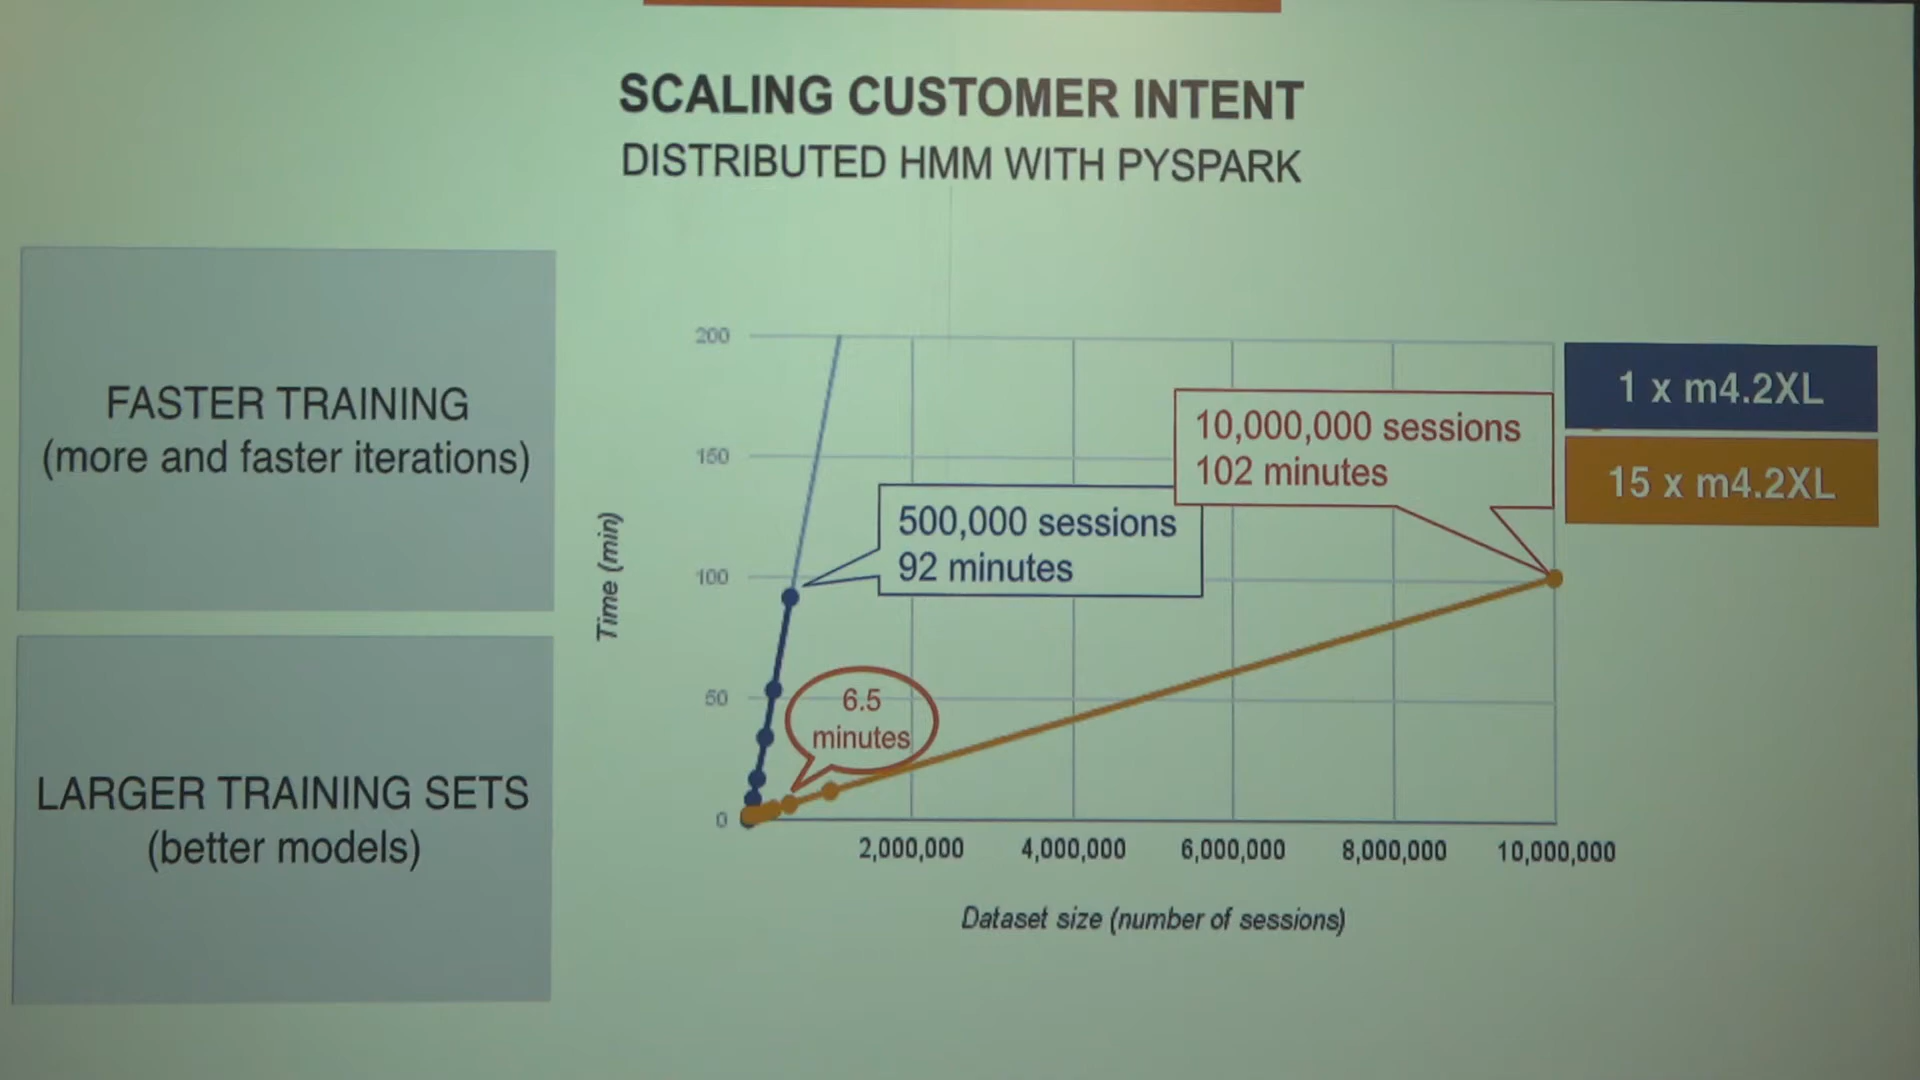 SCALING CUSTOMER INTENT
DISTRIBUTED HMM WITH PYSPARK
FASTER TRAINING
(more and faster iterations)
LARGER TRAINING SETS
(better models)
Time (min)
200
150
100
50
0
500,000 sessions
92 minutes
10,000,000 sessions
102 minutes
6.5
minutes
1 x m4.2XL
15 x m4.2XL
2,000,000
4,000,000
6,000,000
8,000,000
10,000,000
Dataset size (number of sessions)